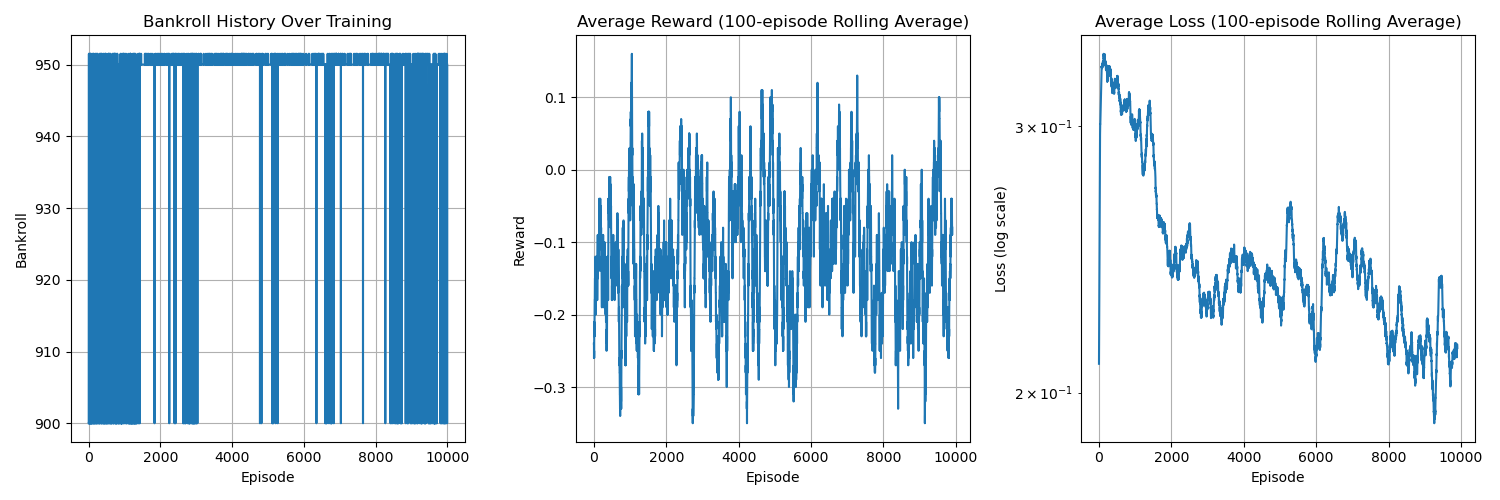 Bankroll History Over Training
Bankroll
950
940
930
920
910
900
0 2000 4000 6000 8000 10000
Episode
Average Reward (100-episode Rolling Average)
Reward
0.1
0.0
−0.1
−0.2
−0.3
0 2000 4000 6000 8000 10000
Episode
Average Loss (100-episode Rolling Average)
Loss (log scale)
3 × 10⁻¹
2 × 10⁻¹
0 2000 4000 6000 8000 10000
Episode